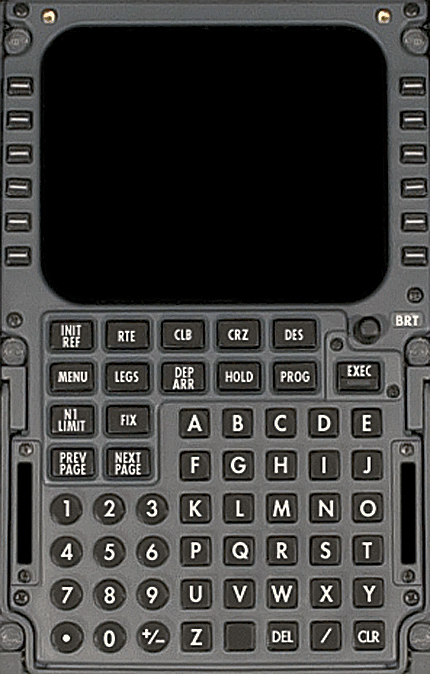 BRT
INIT REF
RTE
CLB
CRZ
DES
MENU
LEGS
DEP ARR
HOLD
PROG
EXEC
N1 LIMIT
FIX
PREV PAGE
NEXT PAGE
A B C D E
F G H I J
1 2 3 K L M N O
4 5 6 P Q R S T
7 8 9 U V W X Y
. 0 +/- Z DEL / CLR